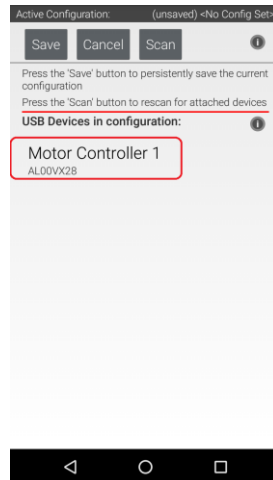 Active Configuration: (unsaved) <No Config Set>
Save Cancel Scan
Press the 'Save' button to persistently save the current
configuration
Press the 'Scan' button to rescan for attached devices
USB Devices in configuration:
Motor Controller 1
AL00VX28